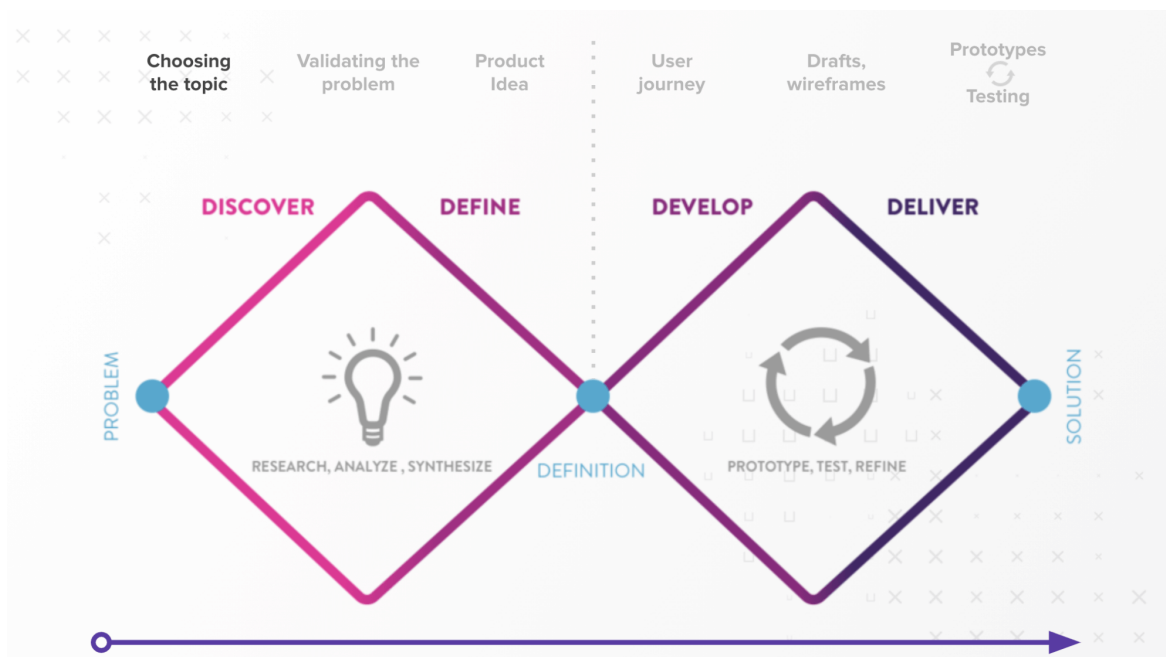 Choosing
the topic
Validating the
problem
Product
Idea
User
journey
Drafts,
wireframes
Prototypes
Testing
DISCOVER
DEFINE
DEVELOP
DELIVER
PROBLEM
RESEARCH, ANALYZE , SYNTHESIZE
DEFINITION
PROTOTYPE, TEST, REFINE
SOLUTION